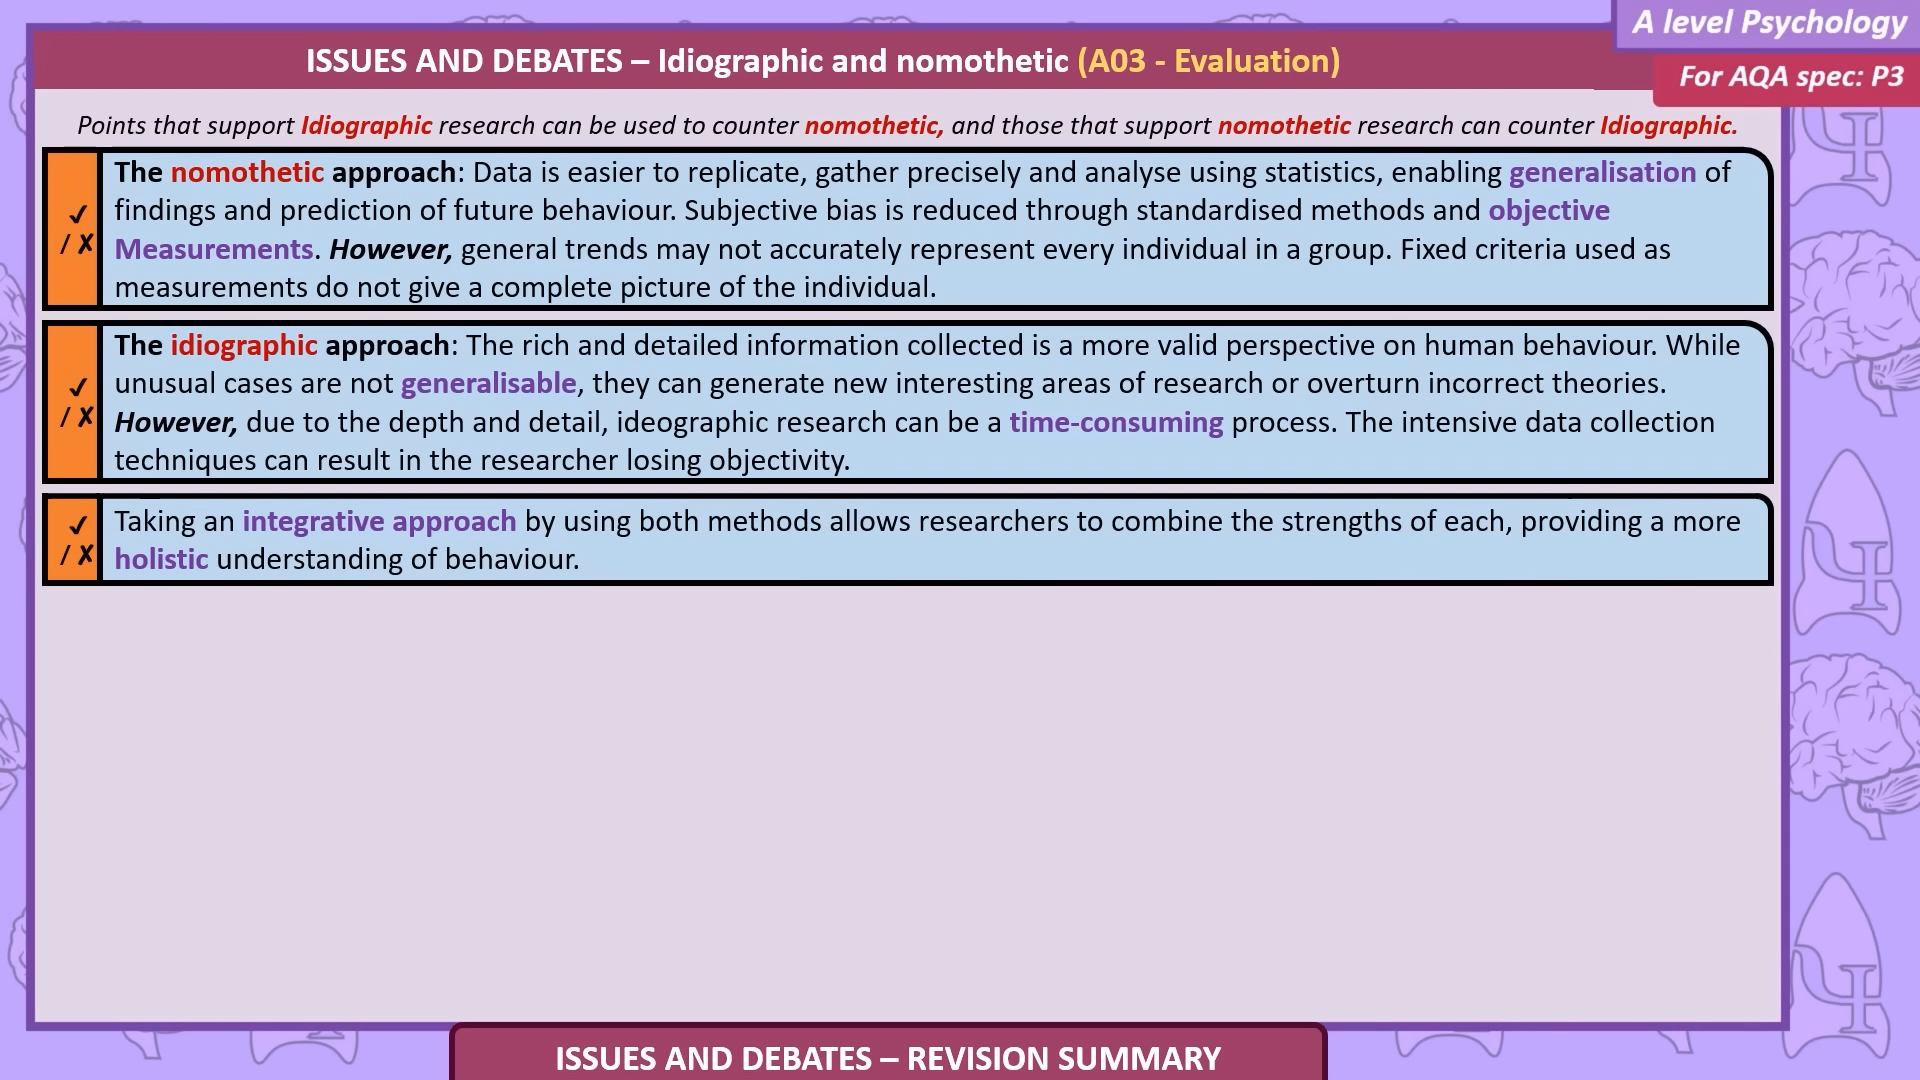 A level Psychology
ISSUES AND DEBATES – Idiographic and nomothetic (A03 - Evaluation)
For AQA spec: P3
Points that support Idiographic research can be used to counter nomothetic, and those that support nomothetic research can counter Idiographic.
✓
/ ✗
The nomothetic approach: Data is easier to replicate, gather precisely and analyse using statistics, enabling generalisation of
findings and prediction of future behaviour. Subjective bias is reduced through standardised methods and objective
Measurements. However, general trends may not accurately represent every individual in a group. Fixed criteria used as
measurements do not give a complete picture of the individual.
✓
/ ✗
The idiographic approach: The rich and detailed information collected is a more valid perspective on human behaviour. While
unusual cases are not generalisable, they can generate new interesting areas of research or overturn incorrect theories.
However, due to the depth and detail, ideographic research can be a time-consuming process. The intensive data collection
techniques can result in the researcher losing objectivity.
✓
/ ✗
Taking an integrative approach by using both methods allows researchers to combine the strengths of each, providing a more
holistic understanding of behaviour.
ISSUES AND DEBATES – REVISION SUMMARY